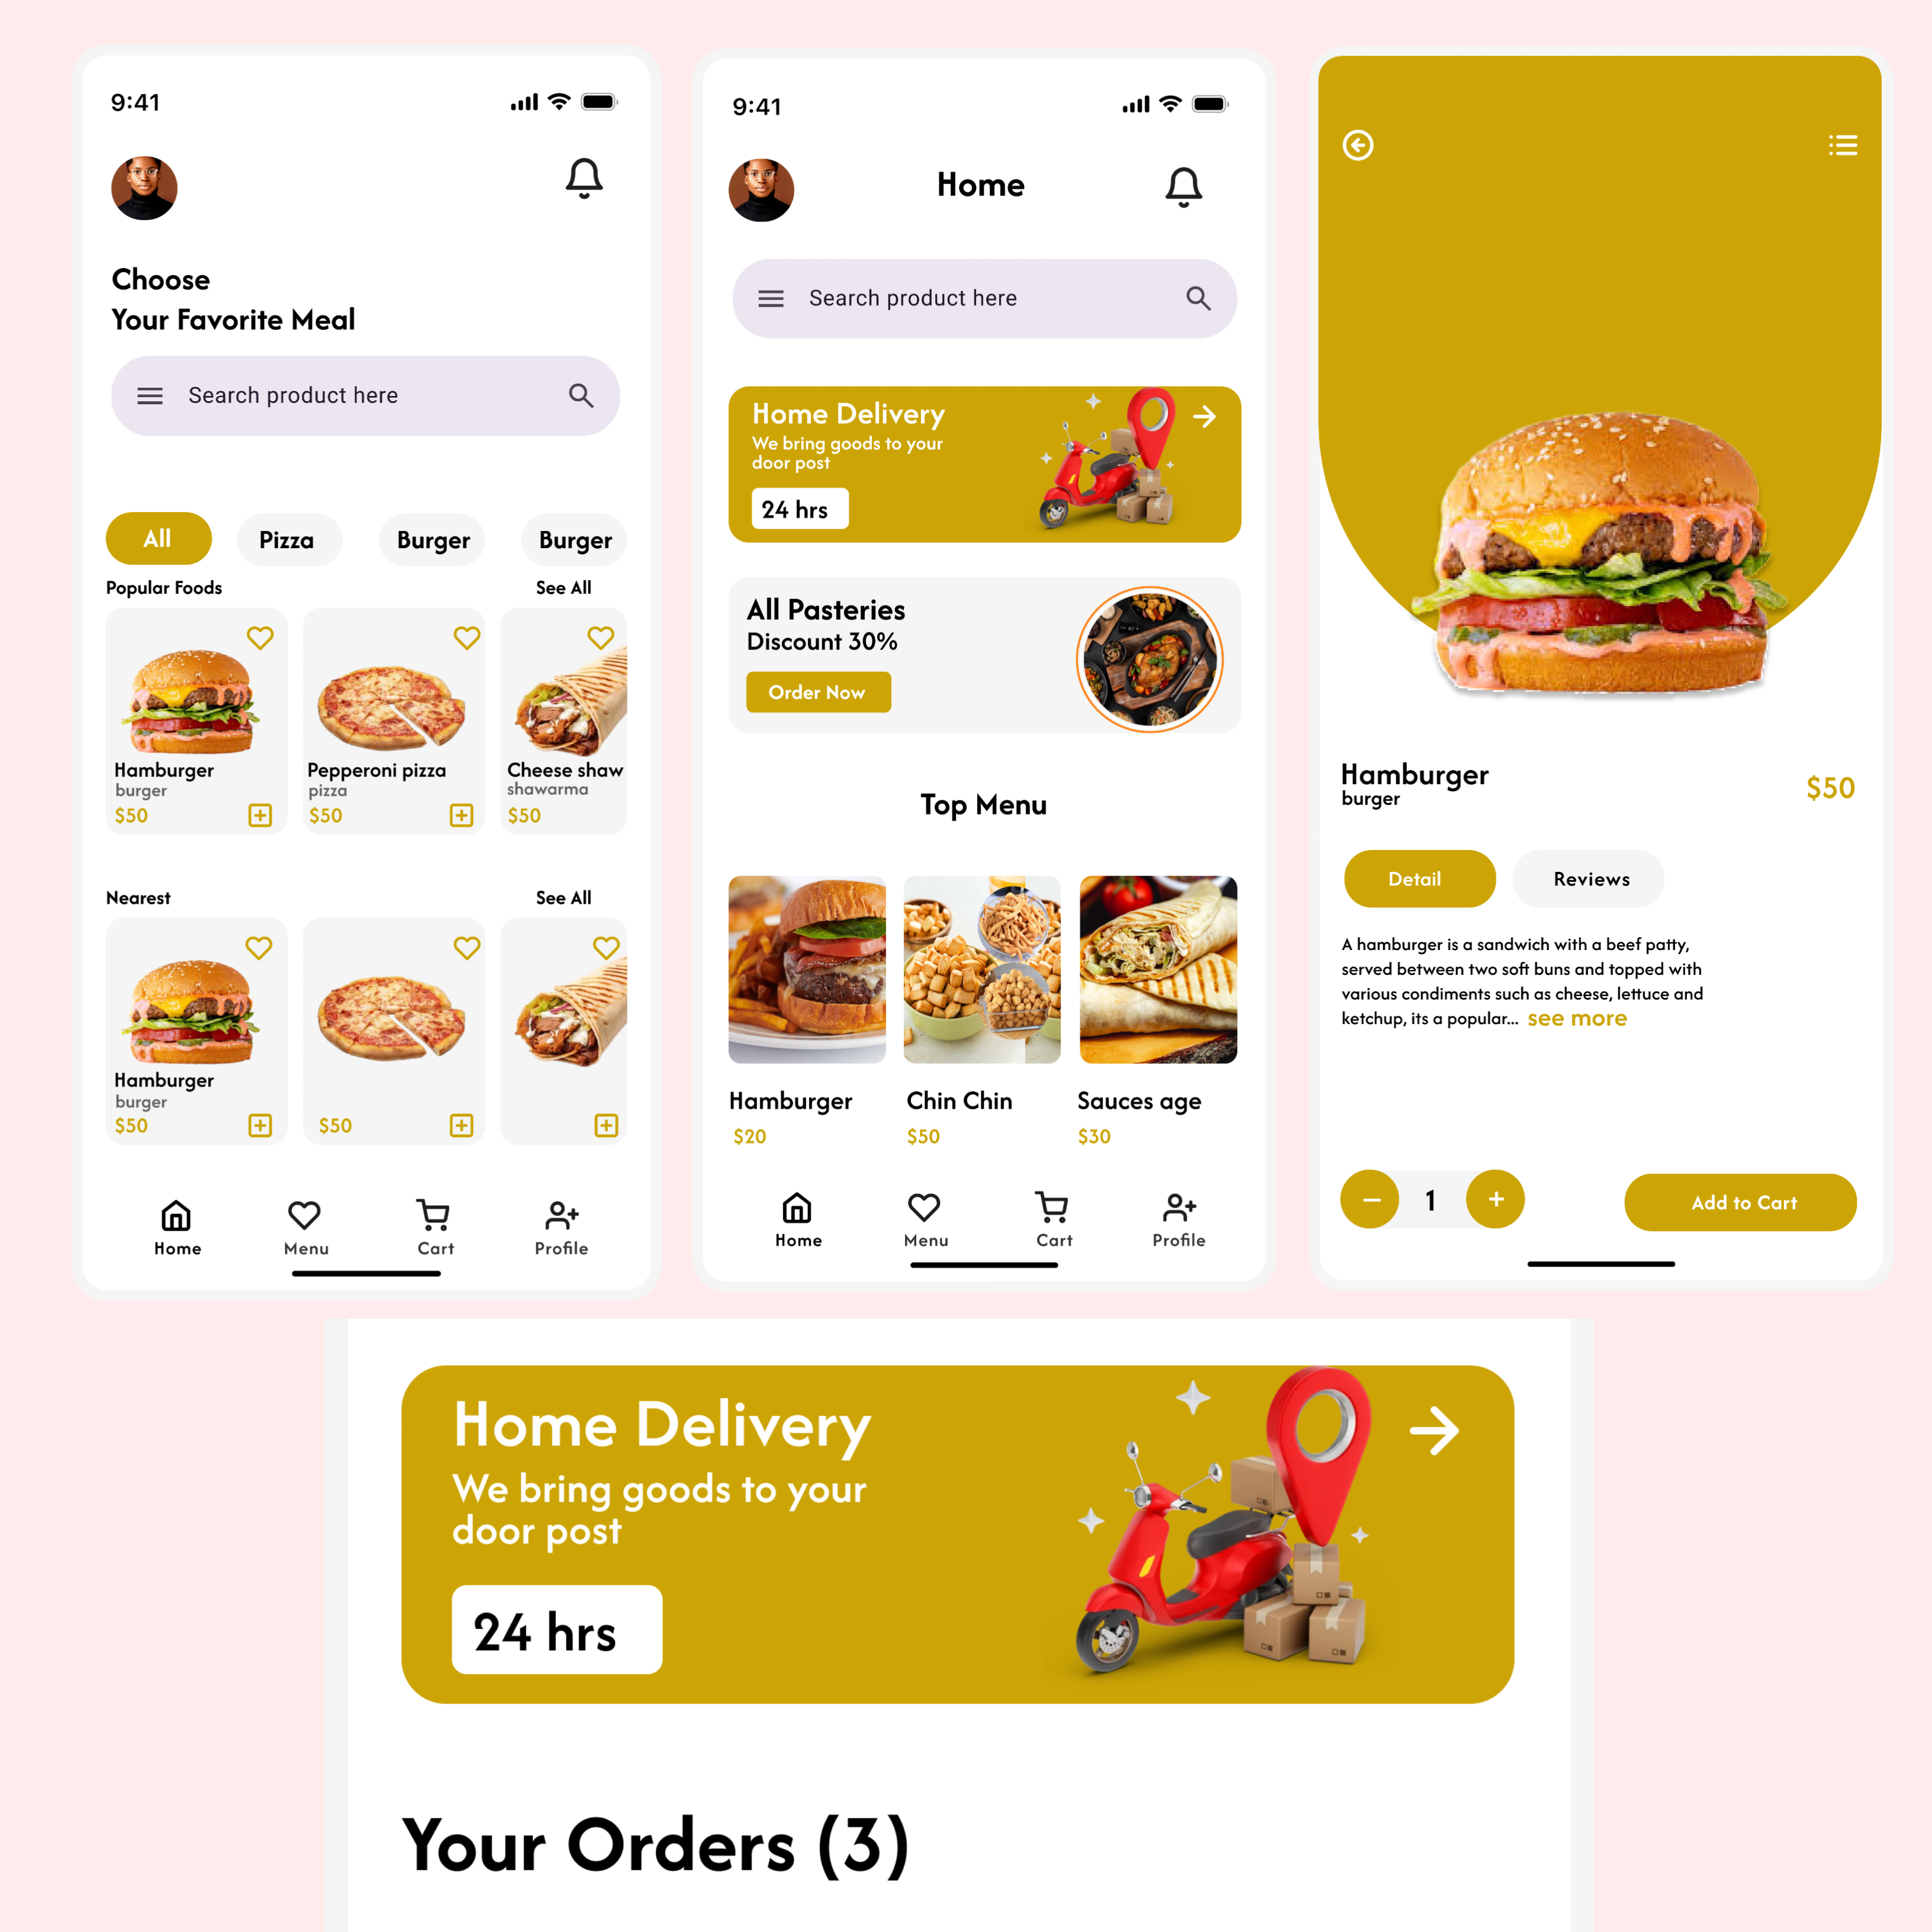 9:41
Choose
Your Favorite Meal
Search product here
All
Pizza
Burger
Burger
Popular Foods
See All
Hamburger
burger
$50
Pepperoni pizza
pizza
$50
Cheese shaw
shawarma
$50
Nearest
See All
Hamburger
burger
$50
$50
Home
Menu
Cart
Profile
9:41
Home
Search product here
Home Delivery
We bring goods to your
door post
24 hrs
All Pasteries
Discount 30%
Order Now
Top Menu
Hamburger
$20
Chin Chin
$50
Sauces age
$30
Home
Menu
Cart
Profile
Hamburger
burger
$50
Detail
Reviews
A hamburger is a sandwich with a beef patty,
served between two soft buns and topped with
various condiments such as cheese, lettuce and
ketchup, its a popular... see more
1
Add to Cart
Home Delivery
We bring goods to your
door post
24 hrs
Your Orders (3)